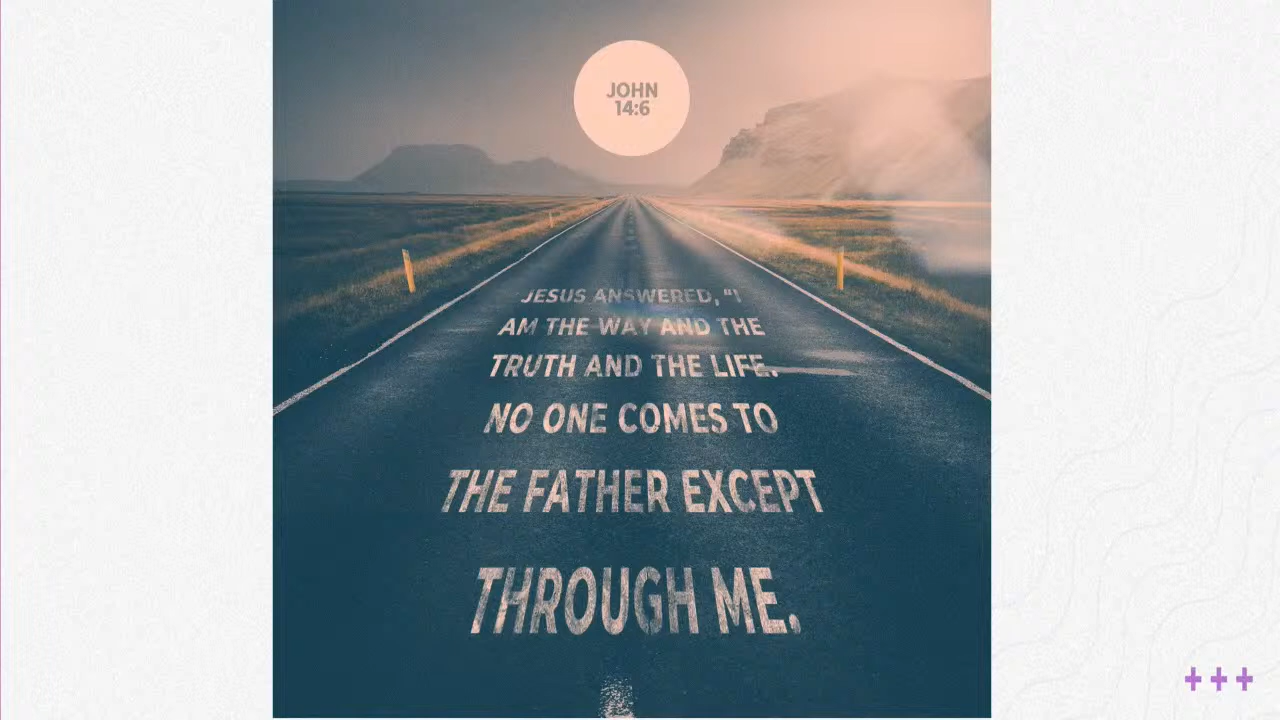 JOHN
14:6
JESUS ANSWERED, “I
AM THE WAY AND THE
TRUTH AND THE LIFE.
NO ONE COMES TO
THE FATHER EXCEPT
THROUGH ME.